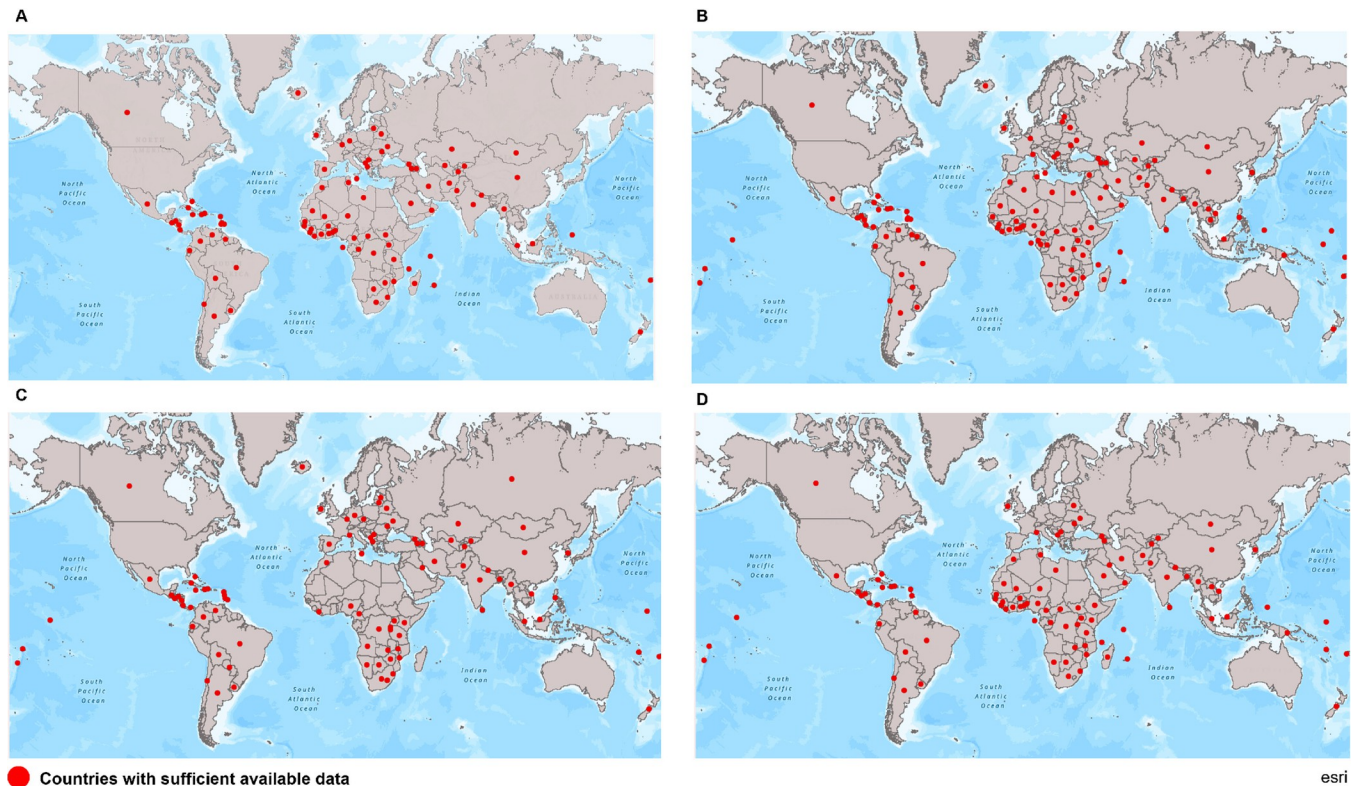 A
B
NORTH
AMERICA
North
Pacific
Ocean
North
Atlantic
Ocean
North
Pacific
Ocean
South
Pacific
Ocean
South
Atlantic
Ocean
Indian
Ocean
AUSTRALIA
North
Pacific
Ocean
North
Atlantic
Ocean
North
Pacific
Ocean
South
Pacific
Ocean
South
Atlantic
Ocean
Indian
Ocean
C
D
North
Pacific
Ocean
North
Atlantic
Ocean
North
Pacific
Ocean
South
Pacific
Ocean
South
Atlantic
Ocean
Indian
Ocean
North
Pacific
Ocean
North
Atlantic
Ocean
North
Pacific
Ocean
South
Pacific
Ocean
South
Atlantic
Ocean
Indian
Ocean
Countries with sufficient available data
esri